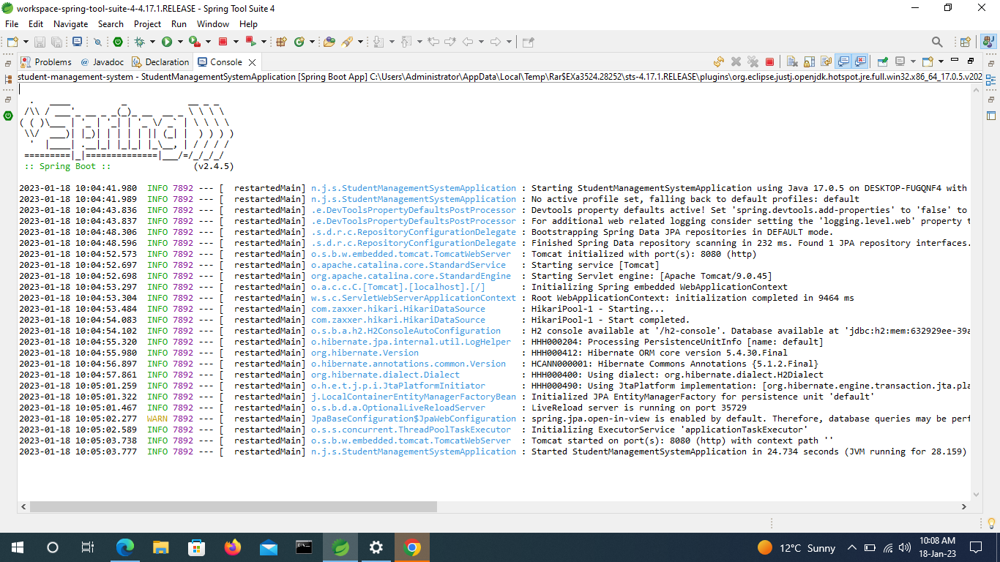 workspace-spring-tool-suite-4-4.17.1.RELEASE - Spring Tool Suite 4
File Edit Navigate Search Project Run Window Help
Problems @ Javadoc Declaration Console
student-management-system - StudentManagementSystemApplication [Spring Boot App] C:\Users\Administrator\AppData\Local\Temp\Rar$EXa3524.28252\sts-4.17.1.RELEASE\plugins\org.eclipse.justj.openjdk.hotspot.jre.full.win32.x86_64_17.0.5.v202
  .   ____          _            __ _ _
 /\\ / ___'_ __ _ _(_)_ __  __ _ \ \ \ \
( ( )\___ | '_ | '_| | '_ \/ _` | \ \ \ \
 \\/  ___)| |_)| | | | | || (_| |  ) ) ) )
  '  |____| .__|_| |_|_| |_\__, | / / / /
 =========|_|==============|___/=/_/_/_/
 :: Spring Boot ::                (v2.4.5)
2023-01-18 10:04:41.980  INFO 7892 --- [  restartedMain] n.j.s.StudentManagementSystemApplication : Starting StudentManagementSystemApplication using Java 17.0.5 on DESKTOP-FUGQNF4 with
2023-01-18 10:04:41.989  INFO 7892 --- [  restartedMain] n.j.s.StudentManagementSystemApplication : No active profile set, falling back to default profiles: default
2023-01-18 10:04:43.836  INFO 7892 --- [  restartedMain] .e.DevToolsPropertyDefaultsPostProcessor : Devtools property defaults active! Set 'spring.devtools.add-properties' to 'false' to
2023-01-18 10:04:43.837  INFO 7892 --- [  restartedMain] .e.DevToolsPropertyDefaultsPostProcessor : For additional web related logging consider setting the 'logging.level.web' property t
2023-01-18 10:04:48.306  INFO 7892 --- [  restartedMain] .s.d.r.c.RepositoryConfigurationDelegate : Bootstrapping Spring Data JPA repositories in DEFAULT mode.
2023-01-18 10:04:48.596  INFO 7892 --- [  restartedMain] .s.d.r.c.RepositoryConfigurationDelegate : Finished Spring Data repository scanning in 232 ms. Found 1 JPA repository interfaces.
2023-01-18 10:04:52.573  INFO 7892 --- [  restartedMain] o.s.b.w.embedded.tomcat.TomcatWebServer  : Tomcat initialized with port(s): 8080 (http)
2023-01-18 10:04:52.697  INFO 7892 --- [  restartedMain] o.apache.catalina.core.StandardService   : Starting service [Tomcat]
2023-01-18 10:04:52.698  INFO 7892 --- [  restartedMain] org.apache.catalina.core.StandardEngine  : Starting Servlet engine: [Apache Tomcat/9.0.45]
2023-01-18 10:04:53.297  INFO 7892 --- [  restartedMain] o.a.c.c.C.[Tomcat].[localhost].[/]       : Initializing Spring embedded WebApplicationContext
2023-01-18 10:04:53.304  INFO 7892 --- [  restartedMain] w.s.c.ServletWebServerApplicationContext : Root WebApplicationContext: initialization completed in 9464 ms
2023-01-18 10:04:53.484  INFO 7892 --- [  restartedMain] com.zaxxer.hikari.HikariDataSource       : HikariPool-1 - Starting...
2023-01-18 10:04:54.083  INFO 7892 --- [  restartedMain] com.zaxxer.hikari.HikariDataSource       : HikariPool-1 - Start completed.
2023-01-18 10:04:54.102  INFO 7892 --- [  restartedMain] o.s.b.a.h2.H2ConsoleAutoConfiguration    : H2 console available at '/h2-console'. Database available at 'jdbc:h2:mem:632929ee-39a
2023-01-18 10:04:55.320  INFO 7892 --- [  restartedMain] o.hibernate.jpa.internal.util.LogHelper  : HHH000204: Processing PersistenceUnitInfo [name: default]
2023-01-18 10:04:55.980  INFO 7892 --- [  restartedMain] org.hibernate.Version                    : HHH000412: Hibernate ORM core version 5.4.30.Final
2023-01-18 10:04:56.897  INFO 7892 --- [  restartedMain] o.hibernate.annotations.common.Version   : HCANN000001: Hibernate Commons Annotations {5.1.2.Final}
2023-01-18 10:04:57.861  INFO 7892 --- [  restartedMain] org.hibernate.dialect.Dialect            : HHH000400: Using dialect: org.hibernate.dialect.H2Dialect
2023-01-18 10:05:01.259  INFO 7892 --- [  restartedMain] o.h.e.t.j.p.i.JtaPlatformInitiator       : HHH000490: Using JtaPlatform implementation: [org.hibernate.engine.transaction.jta.pla
2023-01-18 10:05:01.322  INFO 7892 --- [  restartedMain] j.LocalContainerEntityManagerFactoryBean : Initialized JPA EntityManagerFactory for persistence unit 'default'
2023-01-18 10:05:01.467  INFO 7892 --- [  restartedMain] o.s.b.d.a.OptionalLiveReloadServer       : LiveReload server is running on port 35729
2023-01-18 10:05:02.277  WARN 7892 --- [  restartedMain] JpaBaseConfiguration$JpaWebConfiguration : spring.jpa.open-in-view is enabled by default. Therefore, database queries may be perf
2023-01-18 10:05:02.589  INFO 7892 --- [  restartedMain] o.s.s.concurrent.ThreadPoolTaskExecutor  : Initializing ExecutorService 'applicationTaskExecutor'
2023-01-18 10:05:03.738  INFO 7892 --- [  restartedMain] o.s.b.w.embedded.tomcat.TomcatWebServer  : Tomcat started on port(s): 8080 (http) with context path ''
2023-01-18 10:05:03.777  INFO 7892 --- [  restartedMain] n.j.s.StudentManagementSystemApplication : Started StudentManagementSystemApplication in 24.734 seconds (JVM running for 28.159)
12°C Sunny
10:08 AM
18-Jan-23